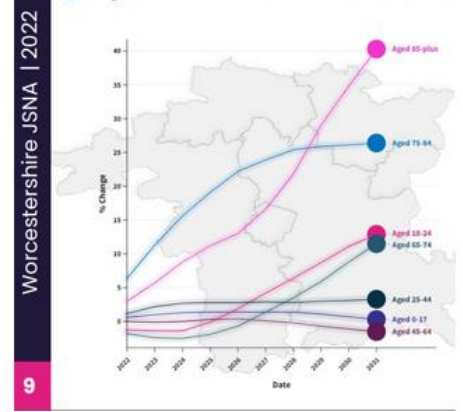 Worcestershire JSNA | 2022
9
% Change
40
35
30
25
20
15
10
5
0
Aged 85-plus
Aged 75-84
Aged 18-24
Aged 65-74
Aged 25-44
Aged 0-17
Aged 45-64
2022
2023
2024
2025
2026
2027
2028
2029
2030
2031
Date